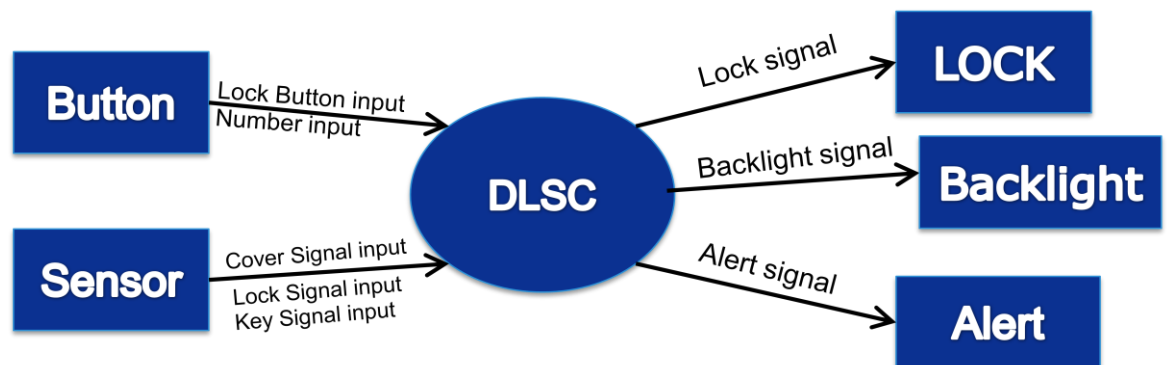 Button
Lock Button input
Number input
Sensor
Cover Signal input
Lock Signal input
Key Signal input
DLSC
Lock signal
LOCK
Backlight signal
Backlight
Alert signal
Alert